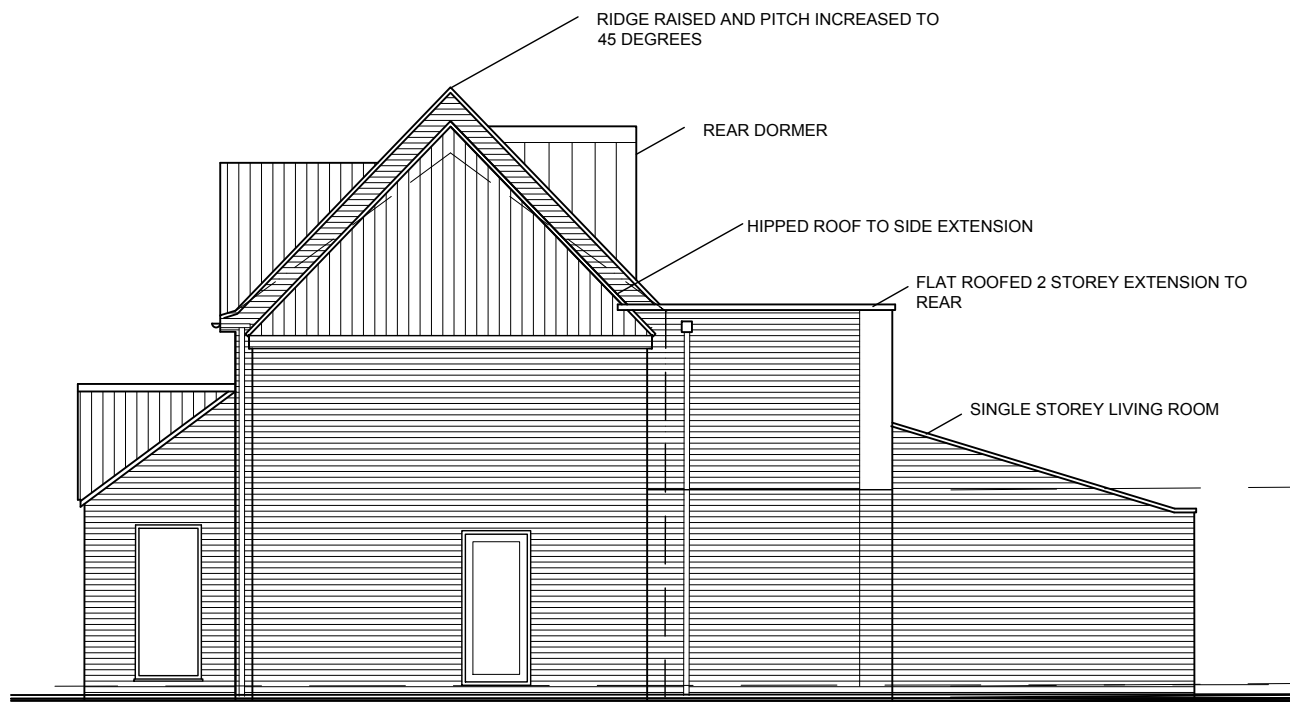 RIDGE RAISED AND PITCH INCREASED TO
45 DEGREES
REAR DORMER
HIPPED ROOF TO SIDE EXTENSION
FLAT ROOFED 2 STOREY EXTENSION TO
REAR
SINGLE STOREY LIVING ROOM